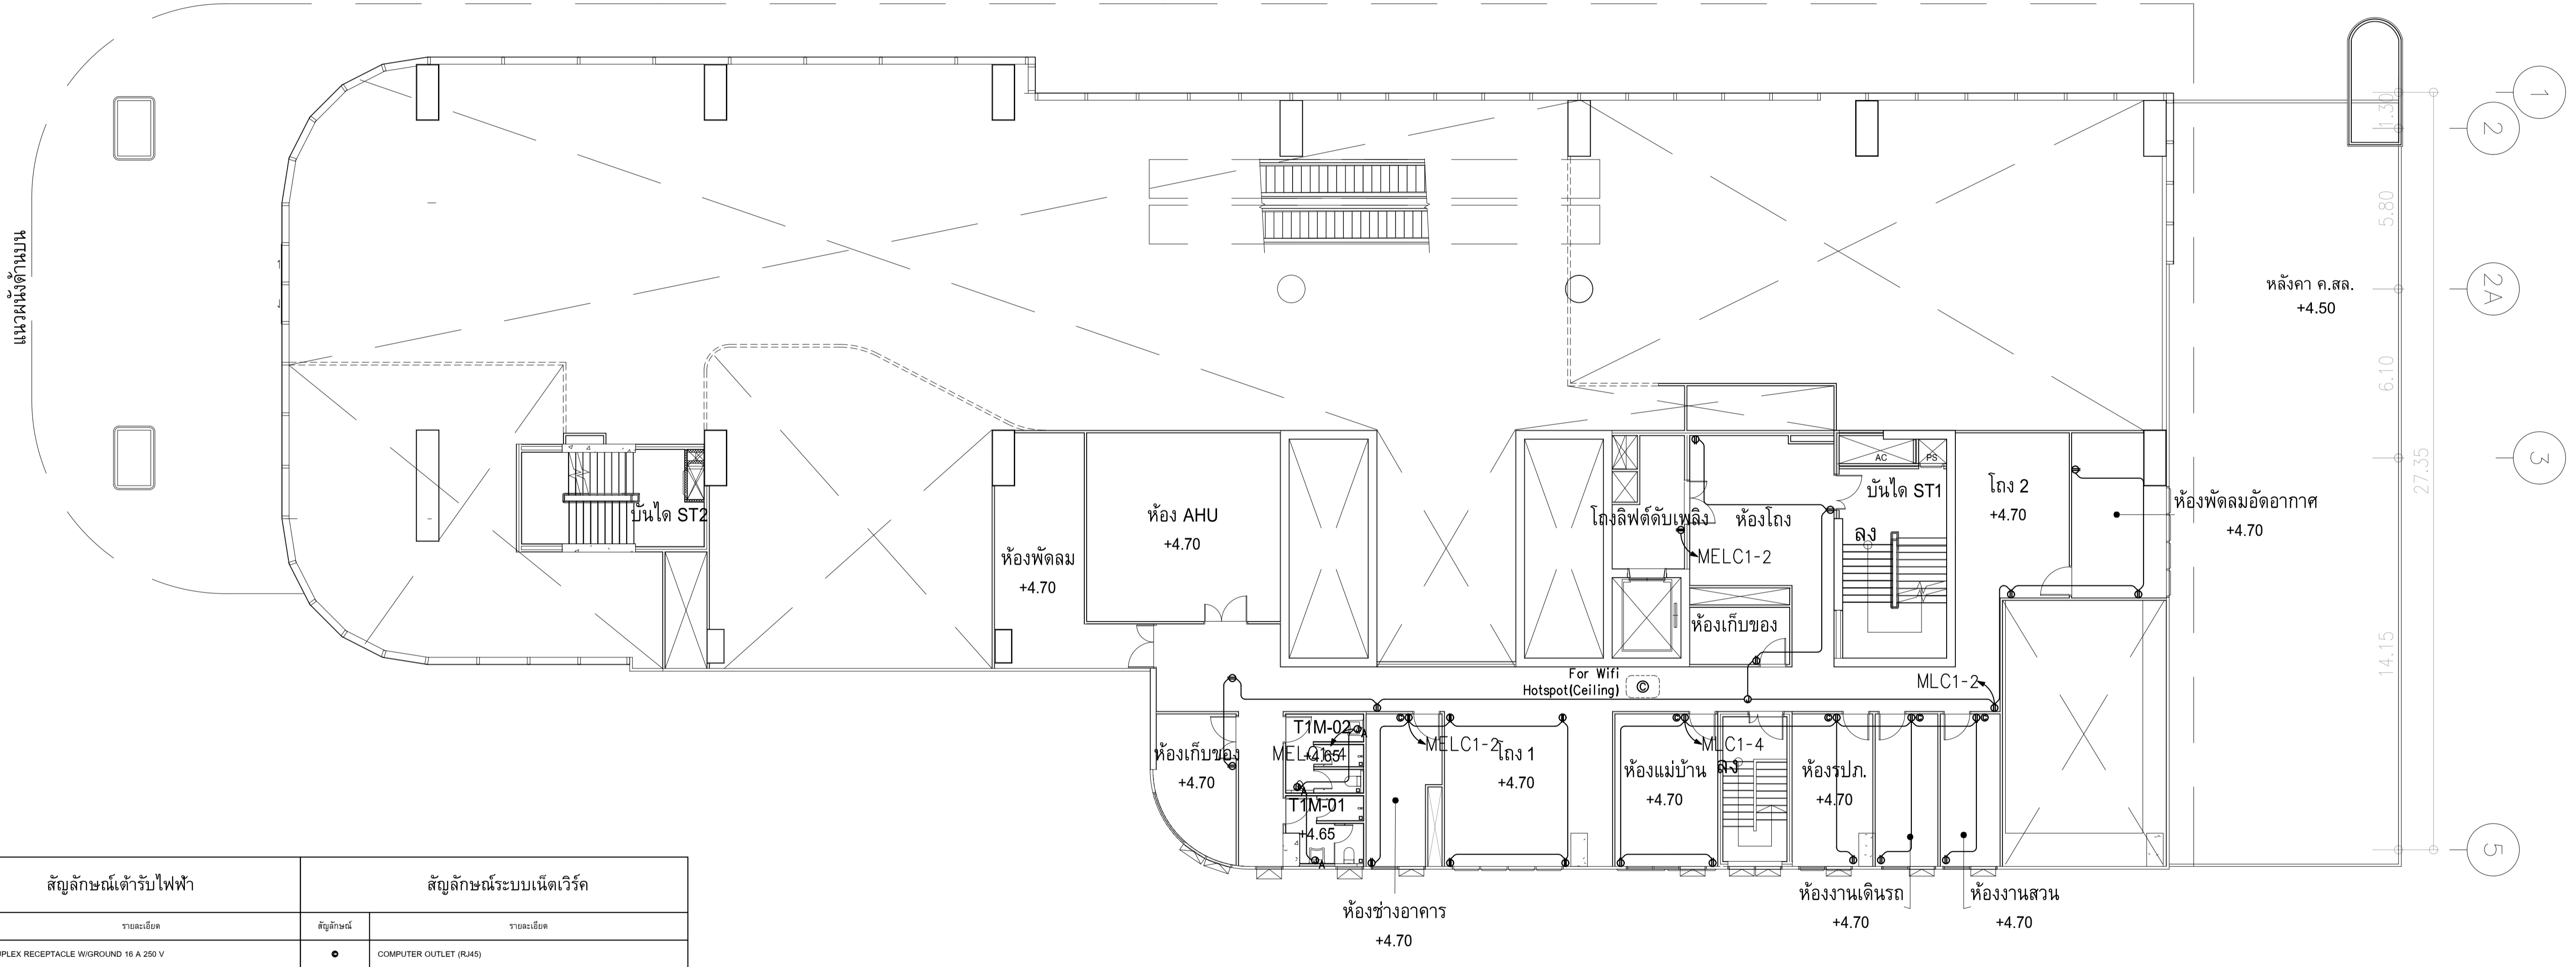 แนวผนังด้านบน
1
1.30
2
5.80
2A
หลังคา ค.สล.
+4.50
6.10
3
27.35
14.15
5
บันได ST2
ห้องพัดลม
+4.70
ห้อง AHU
+4.70
โถงลิฟต์ดับเพลิง
MELC1-2
ห้องโถง
ห้องเก็บของ
AC
PS
บันได ST1
ลง
โถง 2
+4.70
ห้องพัดลมอัดอากาศ
+4.70
For Wifi
Hotspot(Ceiling)
©
MLC1-2
ห้องเก็บของ
+4.70
T1M-02
+4.65
A
A
T1M-01
+4.65
A
MELC1-2
โถง 1
+4.70
ห้องแม่บ้าน
+4.70
MLC1-4
ลง
ห้องรปภ.
+4.70
ห้องช่างอาคาร
+4.70
ห้องงานเดินรถ
+4.70
ห้องงานสวน
+4.70
สัญลักษณ์เต้ารับไฟฟ้า
สัญลักษณ์ระบบเน็ตเวิร์ค
รายละเอียด
สัญลักษณ์
รายละเอียด
UPLEX RECEPTACLE W/GROUND 16 A 250 V
COMPUTER OUTLET (RJ45)